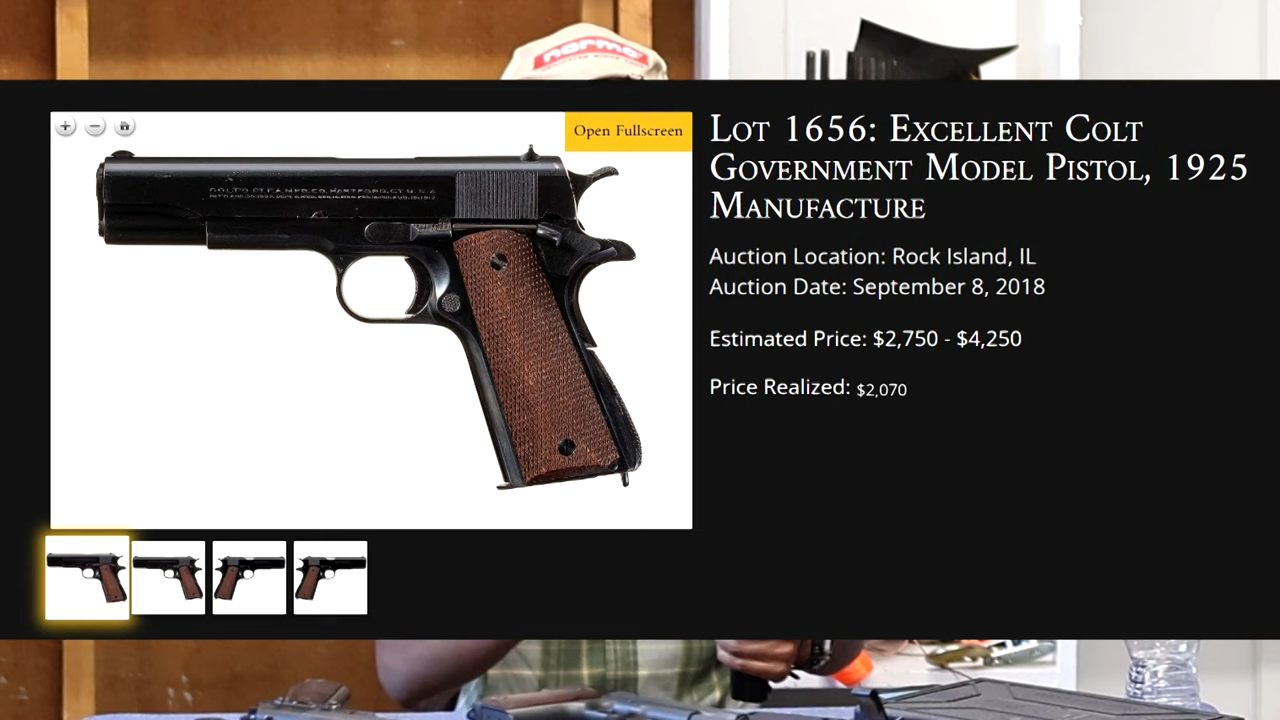 norma
Open Fullscreen
Lot 1656: Excellent Colt
Government Model Pistol, 1925
Manufacture
Auction Location: Rock Island, IL
Auction Date: September 8, 2018
Estimated Price: $2,750 - $4,250
Price Realized: $2,070